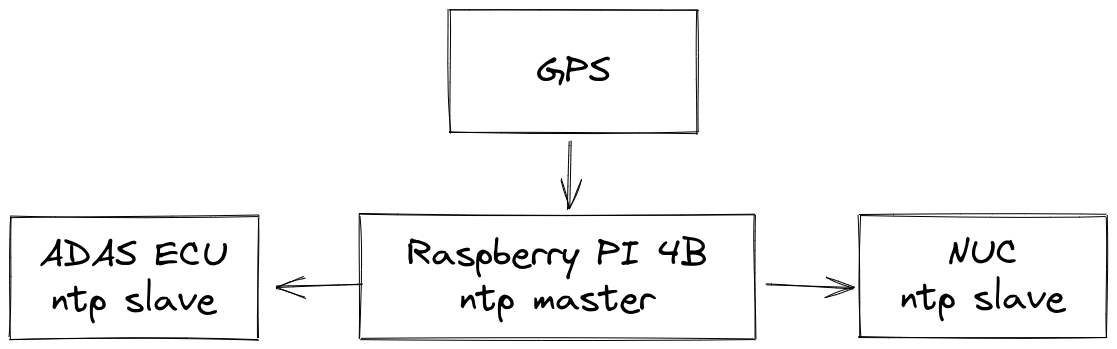 GPS
ADAS ECU
ntp slave
Raspberry PI 4B
ntp master
NUC
ntp slave